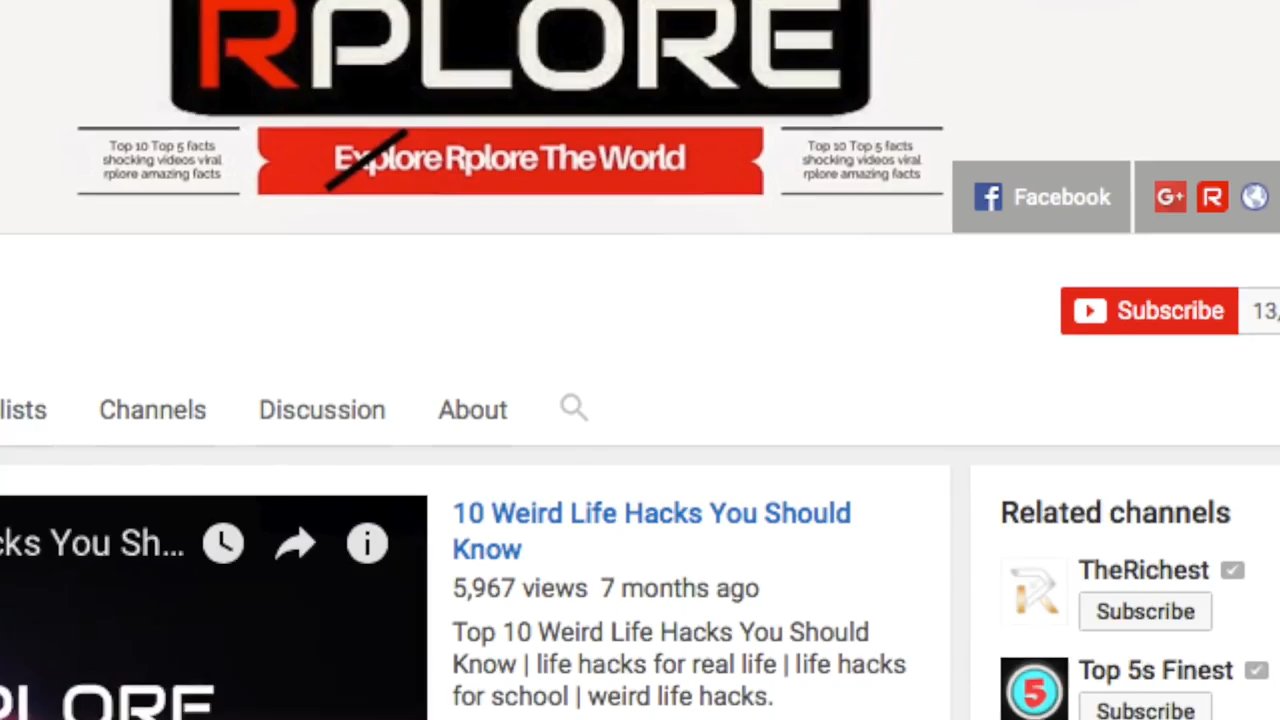 RPLORE
Top 10 Top 5 facts
shocking videos viral
rplore amazing facts
Explore Rplore The World
Top 10 Top 5 facts
shocking videos viral
rplore amazing facts
Facebook
G+ R
Subscribe 13,
lists Channels Discussion About
cks You Sh...
PLORE
10 Weird Life Hacks You Should
Know
5,967 views 7 months ago
Top 10 Weird Life Hacks You Should
Know | life hacks for real life | life hacks
for school | weird life hacks.
Related channels
TheRichest
Subscribe
5
Top 5s Finest
Subscribe